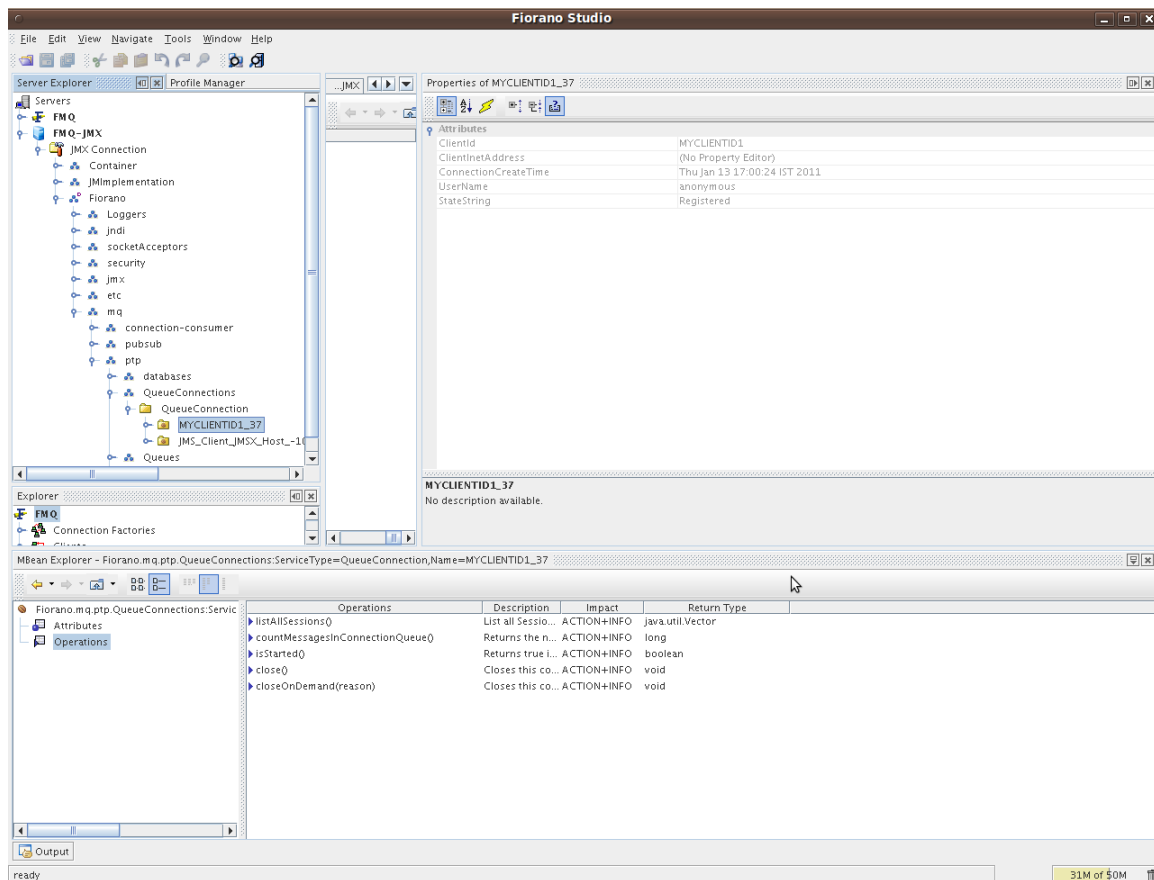 Fiorano Studio
File Edit View Navigate Tools Window Help
Server Explorer Profile Manager
Servers
FMQ
FMQ-JMX
JMX Connection
Container
JMImplementation
Fiorano
Loggers
jndi
socketAcceptors
security
jmx
etc
mq
connection-consumer
pubsub
ptp
databases
QueueConnections
QueueConnection
MYCLIENTID1_37
JMS_Client_JMSX_Host_-10
Queues
Explorer
FMQ
Connection Factories
...JMX
Properties of MYCLIENTID1_37
Attributes
ClientId MYCLIENTID1
ClientInetAddress (No Property Editor)
ConnectionCreateTime Thu Jan 13 17:00:24 IST 2011
UserName anonymous
StateString Registered
MYCLIENTID1_37
No description available.
MBean Explorer - Fiorano.mq.ptp.QueueConnections:ServiceType=QueueConnection,Name=MYCLIENTID1_37
Fiorano.mq.ptp.QueueConnections:Servic
Attributes
Operations
Operations Description Impact Return Type
listAllSessions() List all Sessio... ACTION+INFO java.util.Vector
countMessagesInConnectionQueue() Returns the n... ACTION+INFO long
isStarted() Returns true i... ACTION+INFO boolean
close() Closes this co... ACTION+INFO void
closeOnDemand(reason) Closes this co... ACTION+INFO void
Output
ready
31M of 50M